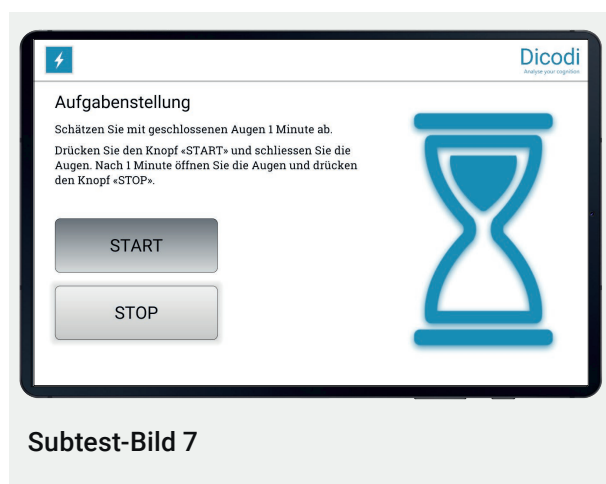 Dicodi
Analyse your cognition
Aufgabenstellung
Schätzen Sie mit geschlossenen Augen 1 Minute ab.
Drücken Sie den Knopf «START» und schliessen Sie die
Augen. Nach 1 Minute öffnen Sie die Augen und drücken
den Knopf «STOP».
START
STOP
Subtest-Bild 7